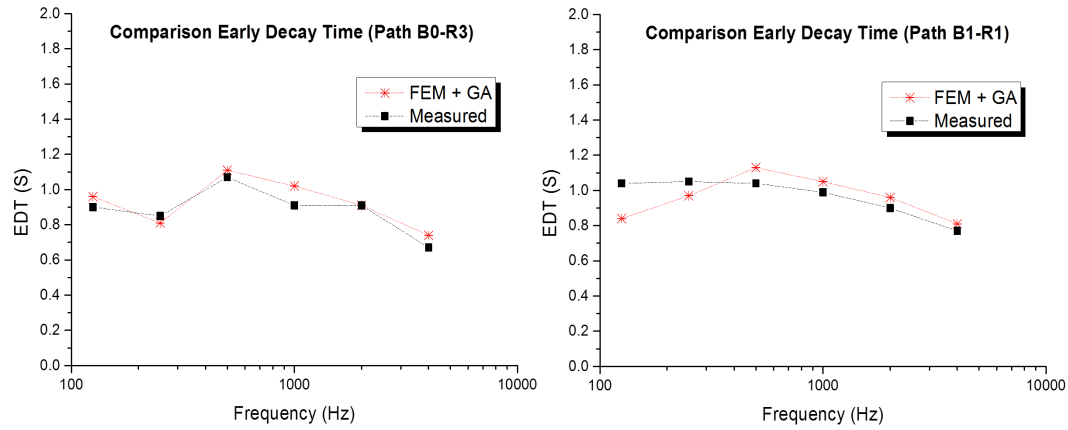 Comparison Early Decay Time (Path B0-R3)
FEM + GA
Measured
EDT (S)
2.0
1.8
1.6
1.4
1.2
1.0
0.8
0.6
0.4
0.2
0.0
100
1000
10000
Frequency (Hz)
Comparison Early Decay Time (Path B1-R1)
FEM + GA
Measured
EDT (S)
2.0
1.8
1.6
1.4
1.2
1.0
0.8
0.6
0.4
0.2
0.0
100
1000
10000
Frequency (Hz)